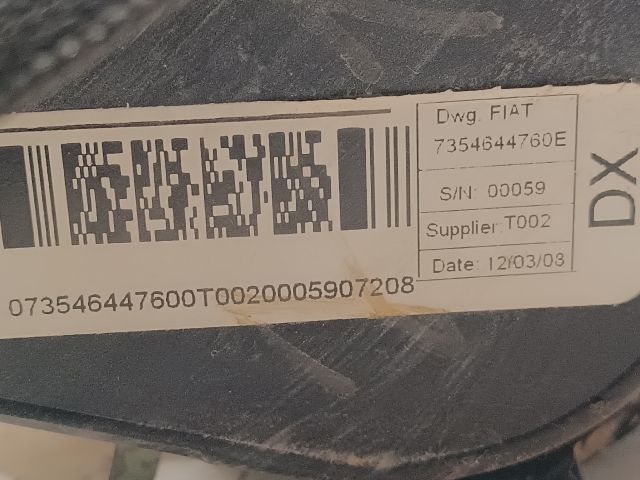 Dwg. FIAT
7354644760E
S/N: 00059
Supplier:T002
Date: 12/03/08
DX
073546447600T0020005907208